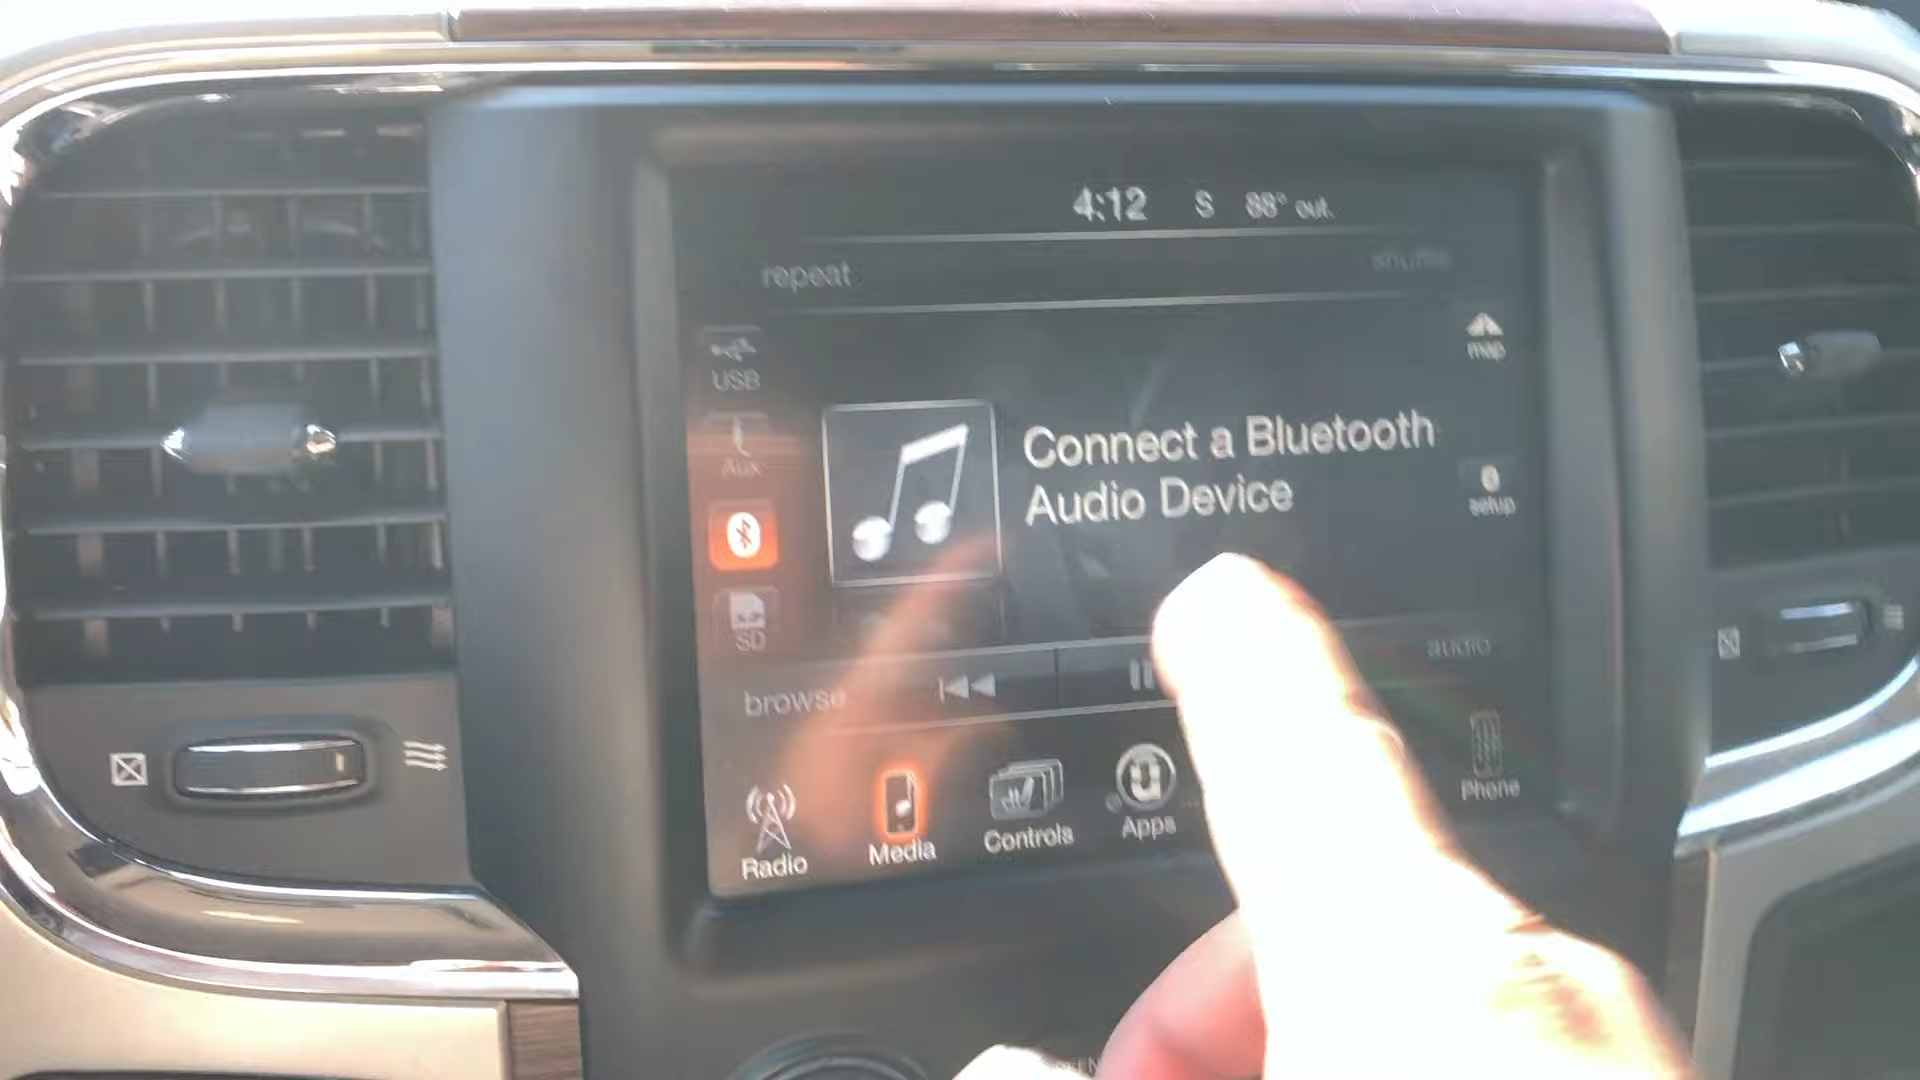 4:12 S 88° out.
repeat shuffle
USB
map
Aux
Connect a Bluetooth
Audio Device
setup
SD
audio
browse
Radio Media Controls Apps Phone